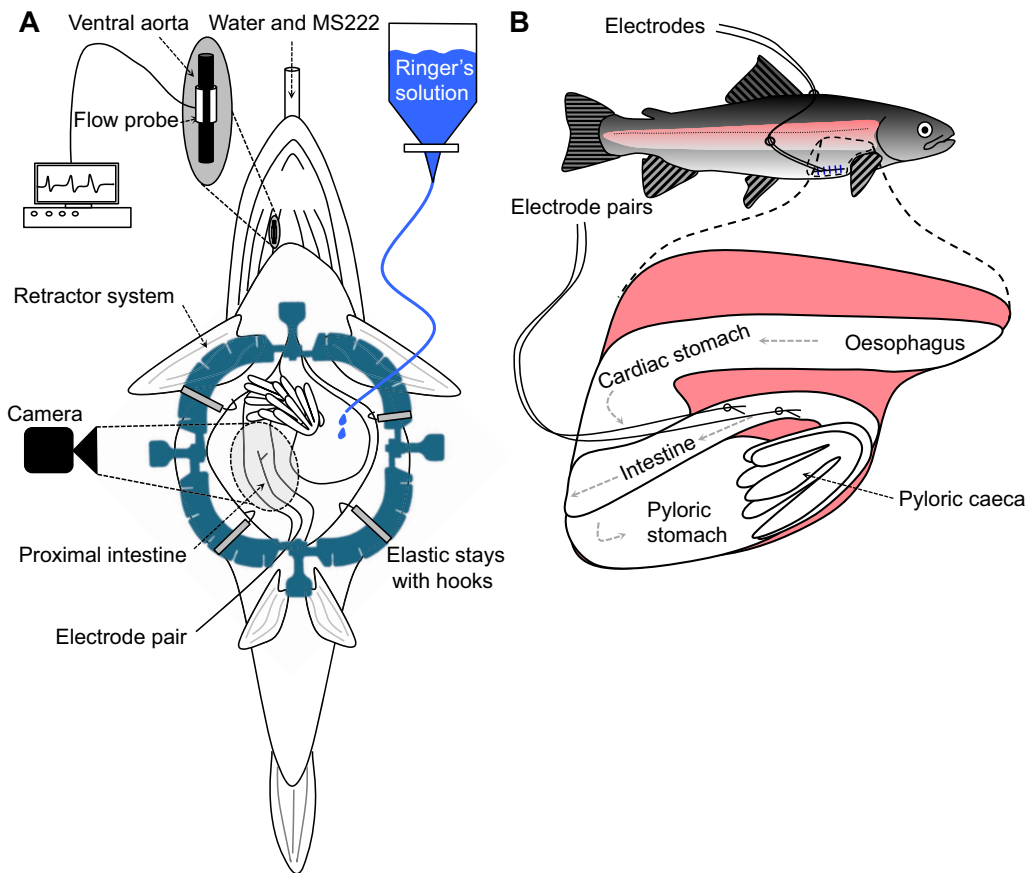 A
Ventral aorta
Water and MS222
Ringer's
solution
Flow probe
Retractor system
Camera
Proximal intestine
Elastic stays
with hooks
Electrode pair
B
Electrodes
Electrode pairs
Cardiac stomach
Oesophagus
Intestine
Pyloric
stomach
Pyloric caeca